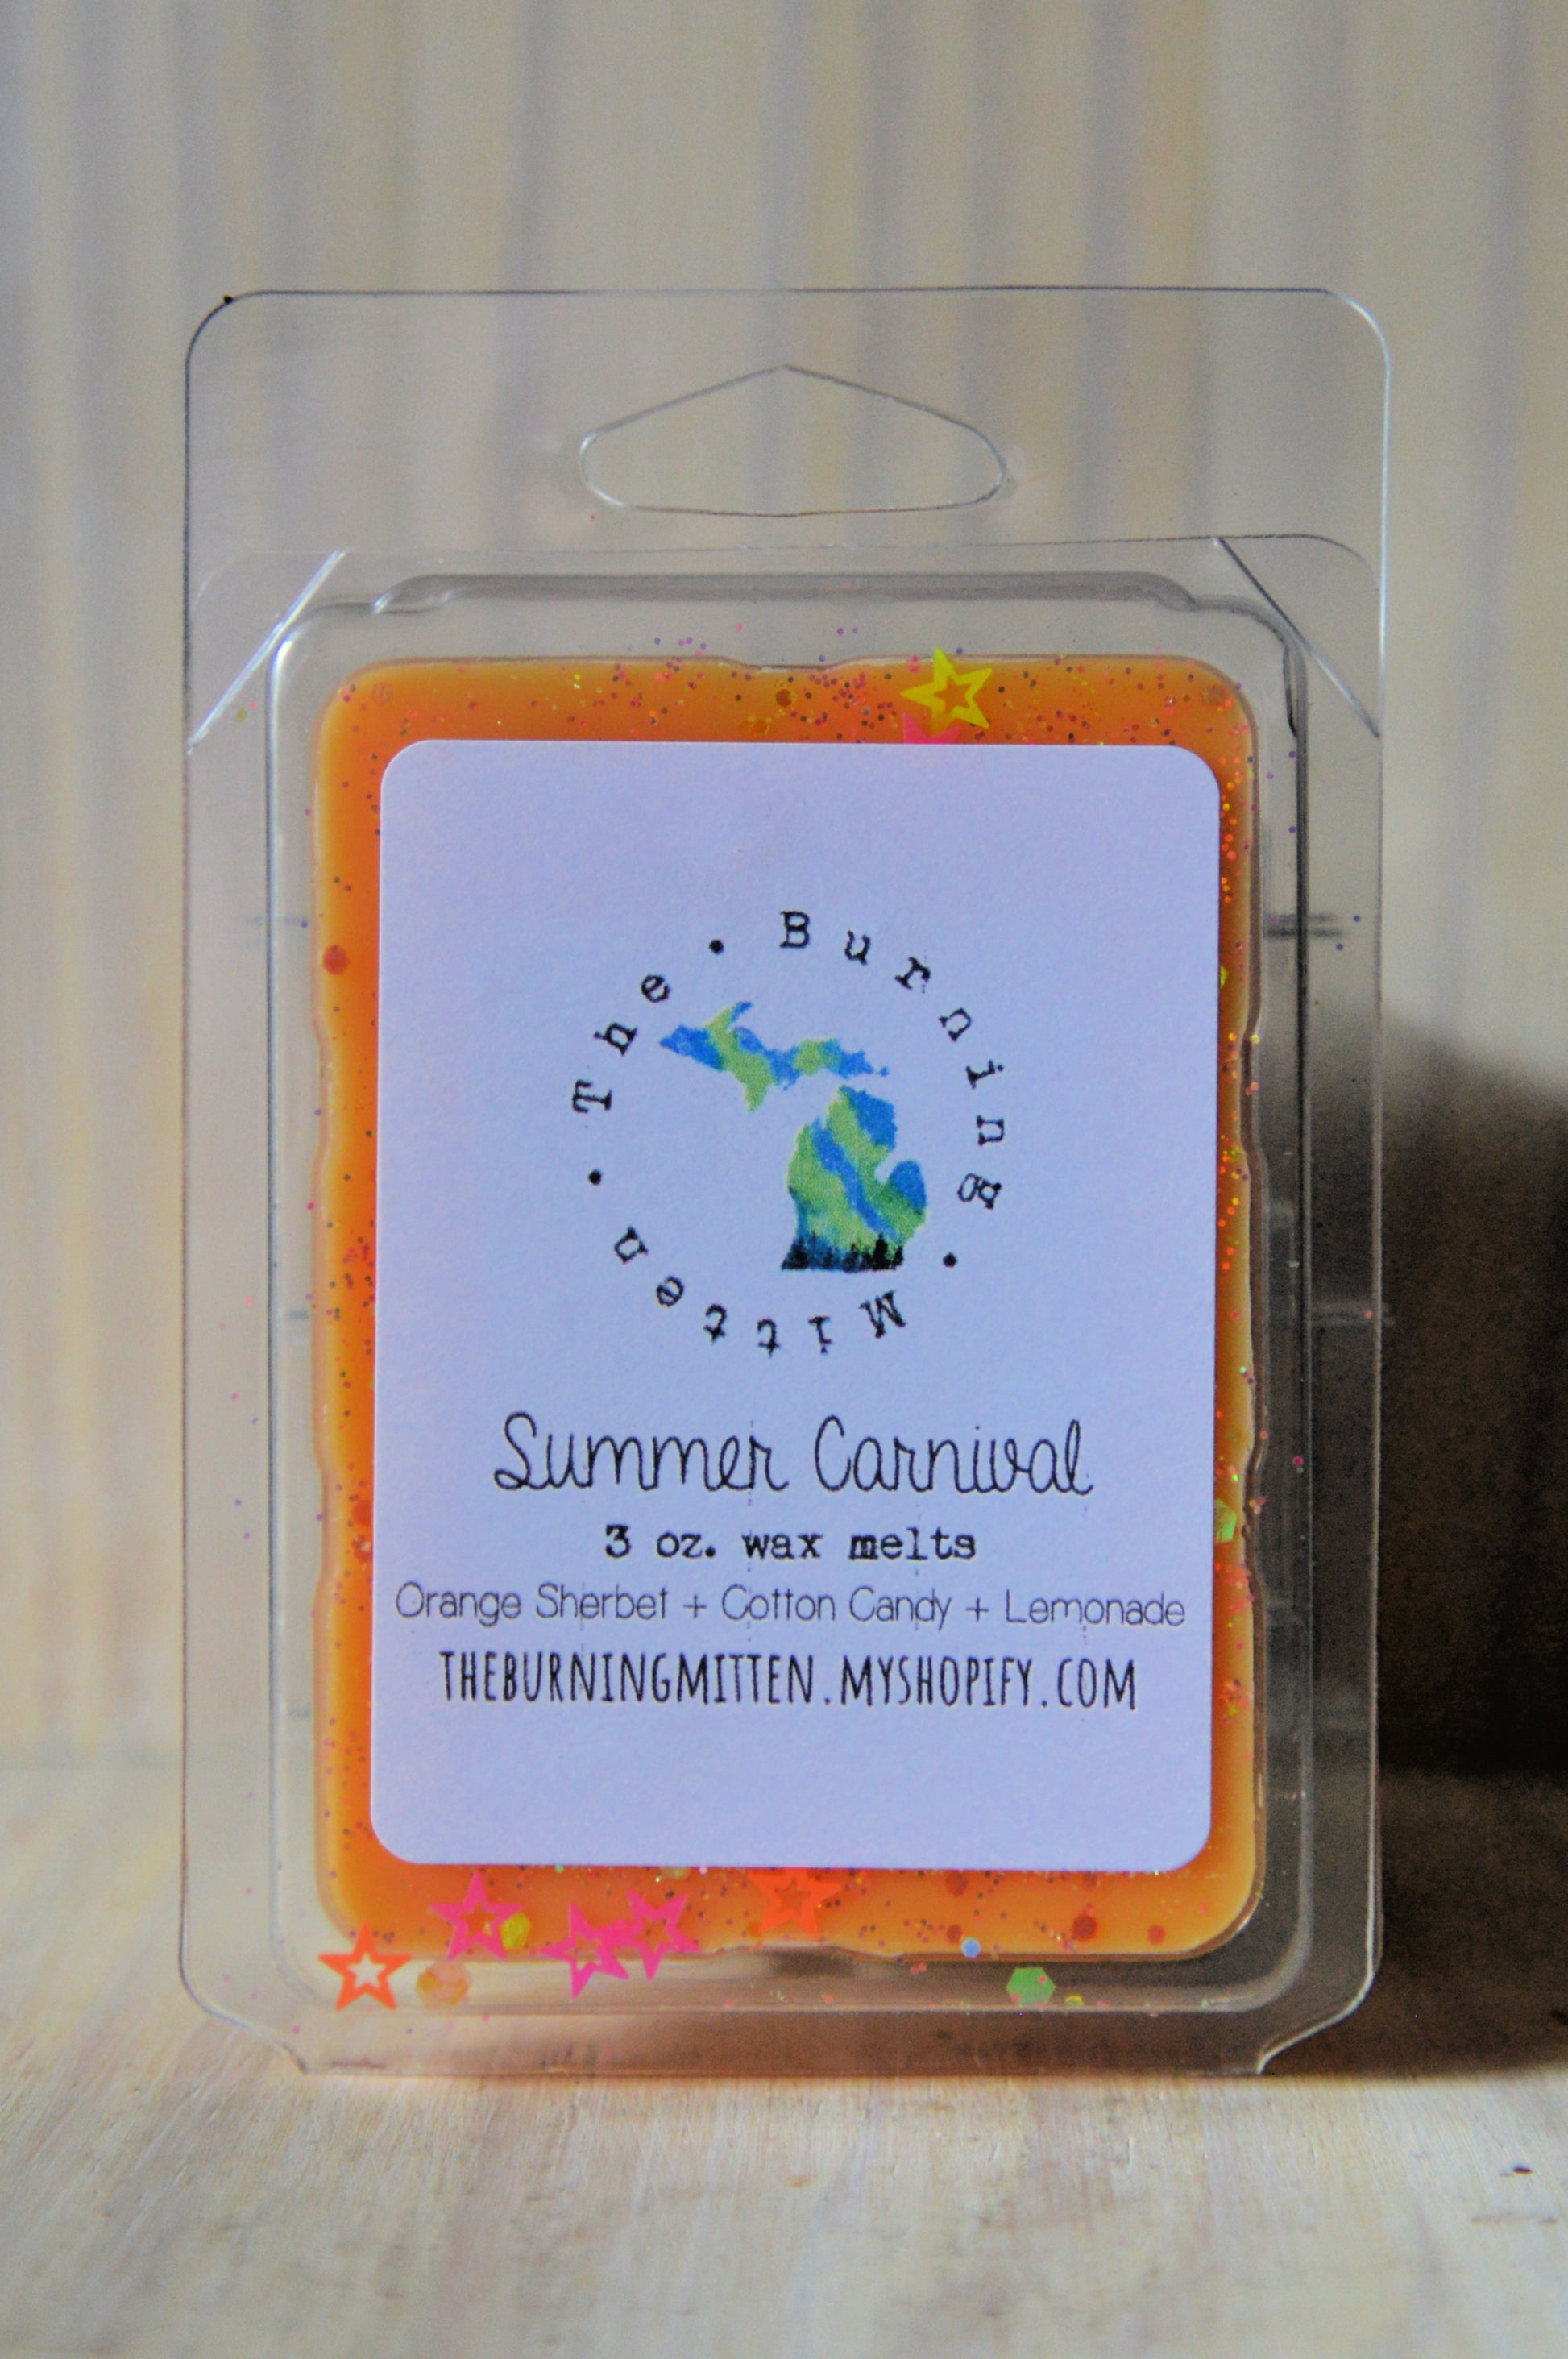 The • Burning • Mitten •
Summer Carnival
3 oz. wax melts
Orange Sherbet + Cotton Candy + Lemonade
THEBURNINGMITTEN.MYSHOPIFY.COM